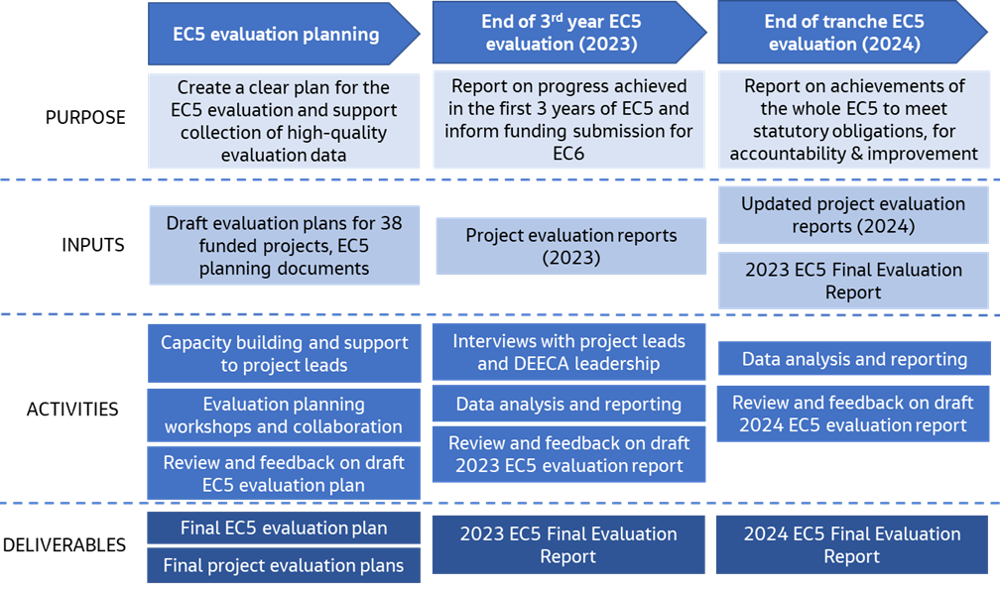 EC5 evaluation planning
End of 3rd year EC5
evaluation (2023)
End of tranche EC5
evaluation (2024)
PURPOSE
Create a clear plan for the
EC5 evaluation and support
collection of high-quality
evaluation data
Report on progress achieved
in the first 3 years of EC5 and
inform funding submission for
EC6
Report on achievements of
the whole EC5 to meet
statutory obligations, for
accountability & improvement
INPUTS
Draft evaluation plans for 38
funded projects, EC5
planning documents
Project evaluation reports
(2023)
Updated project evaluation
reports (2024)
2023 EC5 Final Evaluation
Report
ACTIVITIES
Capacity building and support
to project leads
Evaluation planning
workshops and collaboration
Review and feedback on draft
EC5 evaluation plan
Interviews with project leads
and DEECA leadership
Data analysis and reporting
Review and feedback on draft
2023 EC5 evaluation report
Data analysis and reporting
Review and feedback on draft
2024 EC5 evaluation report
DELIVERABLES
Final EC5 evaluation plan
Final project evaluation plans
2023 EC5 Final Evaluation
Report
2024 EC5 Final Evaluation
Report